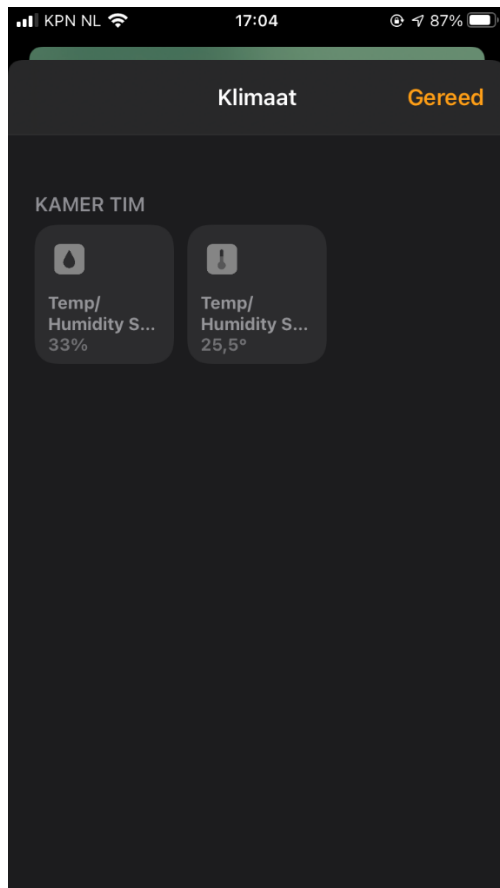 KPN NL 17:04 87%
Klimaat Gereed
KAMER TIM
Temp/
Humidity S...
33%
Temp/
Humidity S...
25,5°